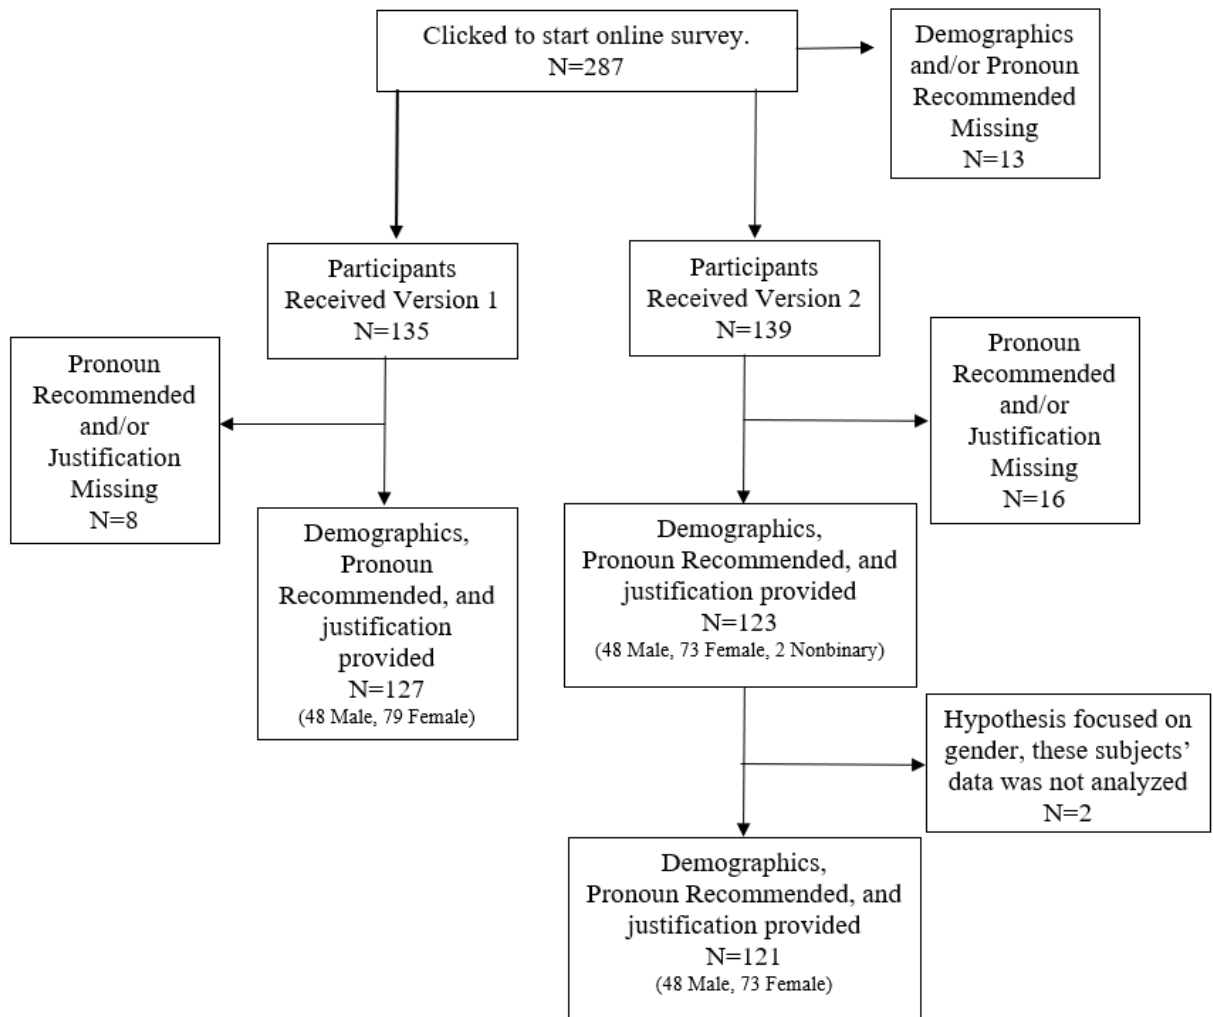 Clicked to start online survey.
N=287
Demographics
and/or Pronoun
Recommended
Missing
N=13
Participants
Received Version 1
N=135
Participants
Received Version 2
N=139
Pronoun
Recommended
and/or
Justification
Missing
N=8
Pronoun
Recommended
and/or
Justification
Missing
N=16
Demographics,
Pronoun
Recommended, and
justification
provided
N=127
(48 Male, 79 Female)
Demographics,
Pronoun Recommended, and
justification provided
N=123
(48 Male, 73 Female, 2 Nonbinary)
Hypothesis focused on
gender, these subjects’
data was not analyzed
N=2
Demographics,
Pronoun Recommended, and
justification provided
N=121
(48 Male, 73 Female)